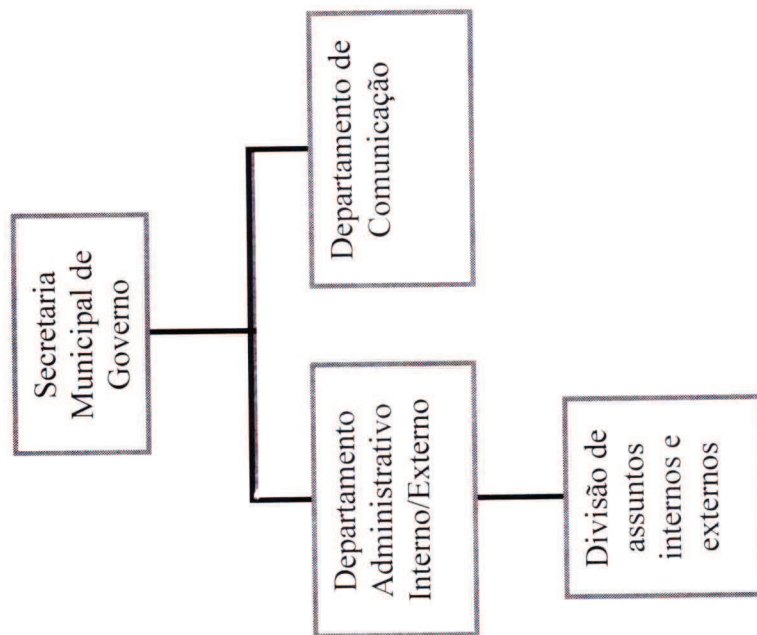 Secretaria
Municipal de
Governo
Departamento
Administrativo
Interno/Externo
Departamento de
Comunicação
Divisão de
assuntos
internos e
externos